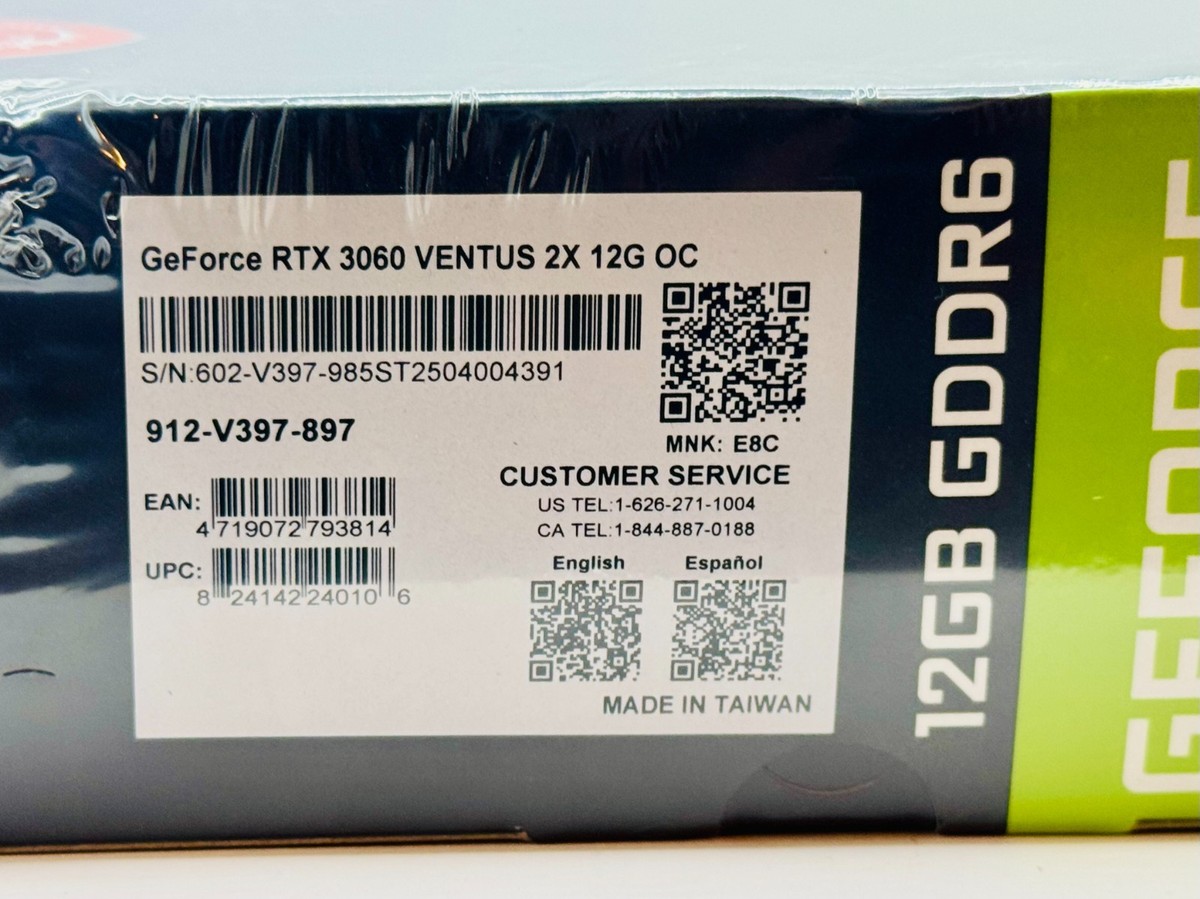 GeForce RTX 3060 VENTUS 2X 12G OC
S/N:602-V397-985ST2504004391
912-V397-897
MNK: E8C
CUSTOMER SERVICE
US TEL:1-626-271-1004
CA TEL:1-844-887-0188
EAN:
4 719072 793814
UPC:
8 24142 24010 6
English
Español
MADE IN TAIWAN
12GB GDDR6